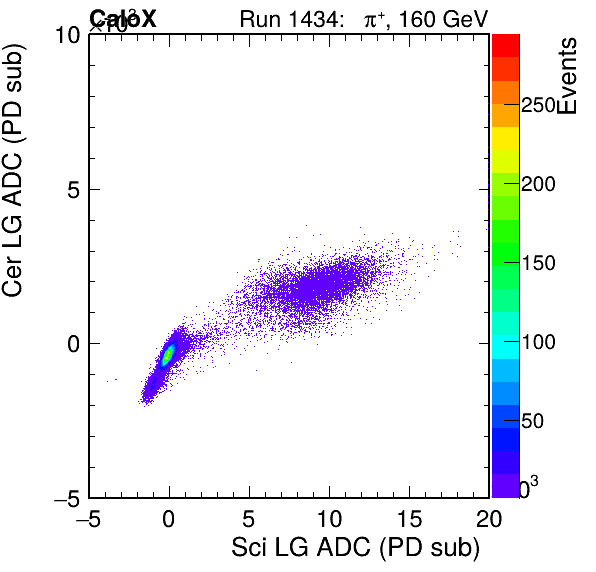 CaloX
×10³
Run 1434: π⁺, 160 GeV
Events
Cer LG ADC (PD sub)
10
5
0
−5
250
200
150
100
50
0
−5 0 5 10 15 20
Sci LG ADC (PD sub)